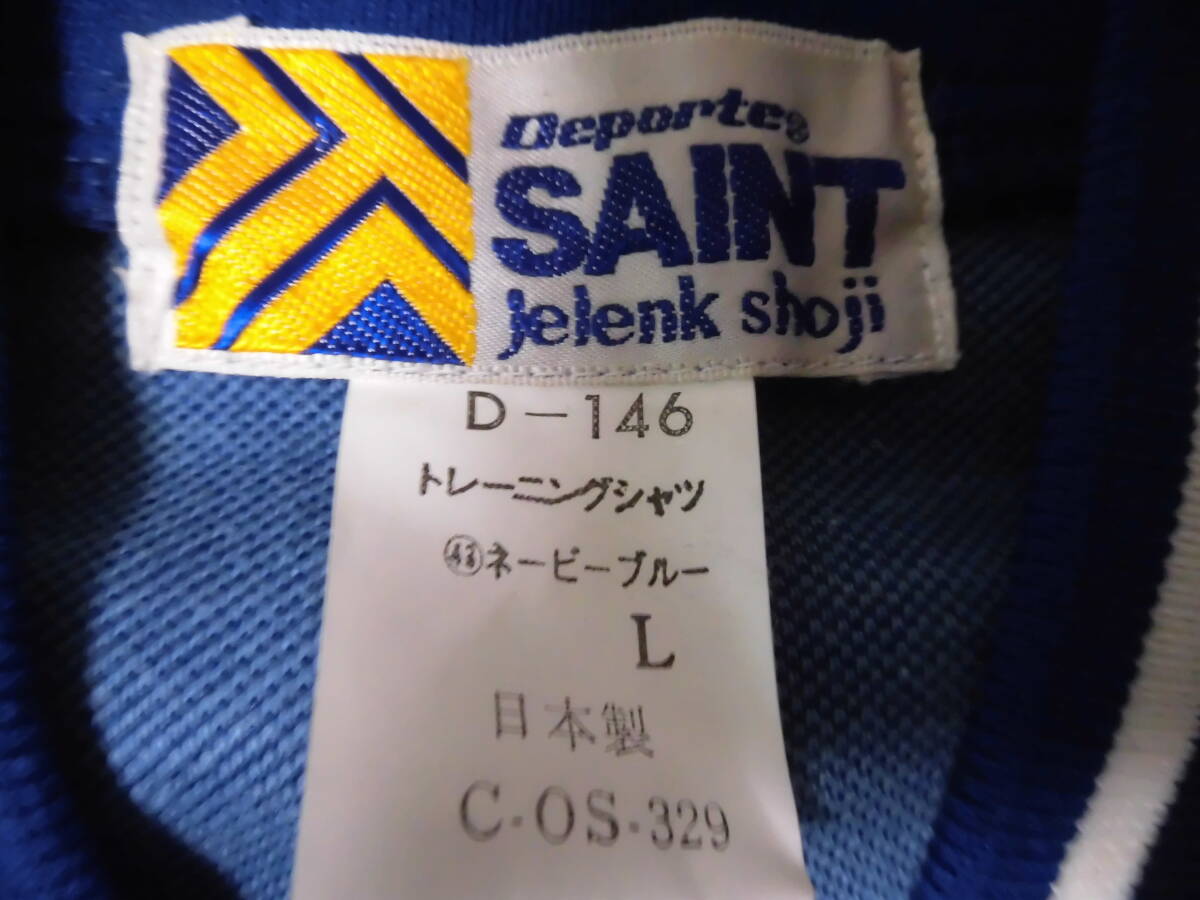 Deporte®
SAINT
jelenk shoji
D-146
トレーニングシャツ
㊸ネービーブルー
L
日本製
C·OS·329